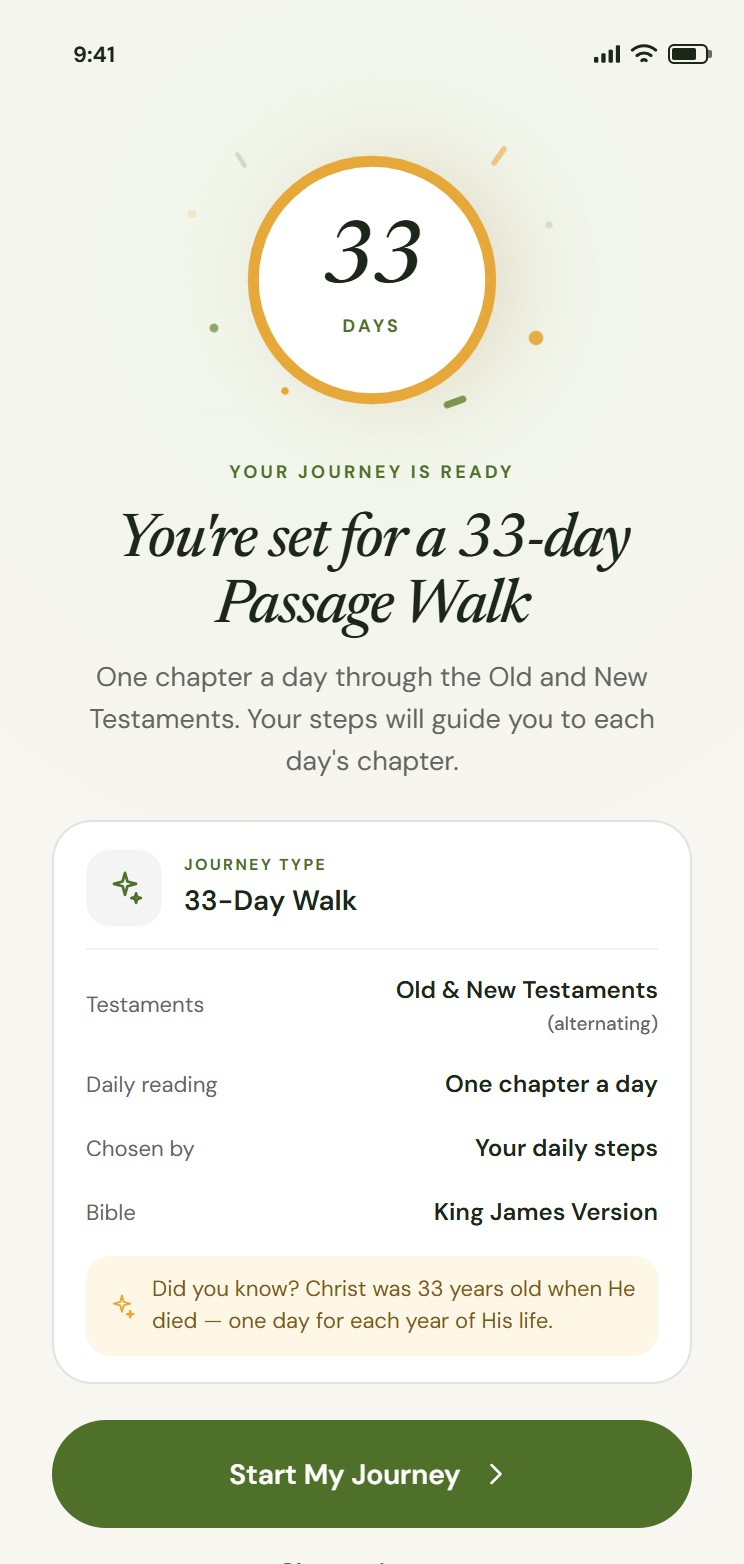 9:41
33
DAYS
YOUR JOURNEY IS READY
You're set for a 33-day
Passage Walk
One chapter a day through the Old and New
Testaments. Your steps will guide you to each
day's chapter.
JOURNEY TYPE
33-Day Walk
Testaments
Old & New Testaments
(alternating)
Daily reading
One chapter a day
Chosen by
Your daily steps
Bible
King James Version
Did you know? Christ was 33 years old when He
died — one day for each year of His life.
Start My Journey